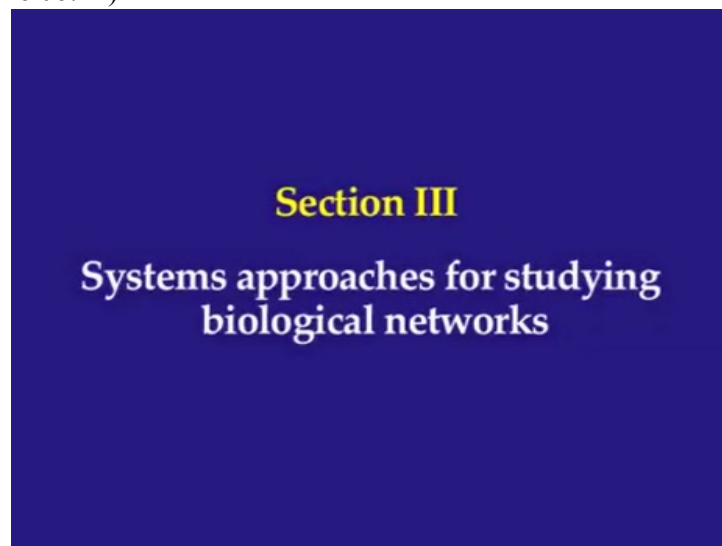 Section III
Systems approaches for studying
biological networks